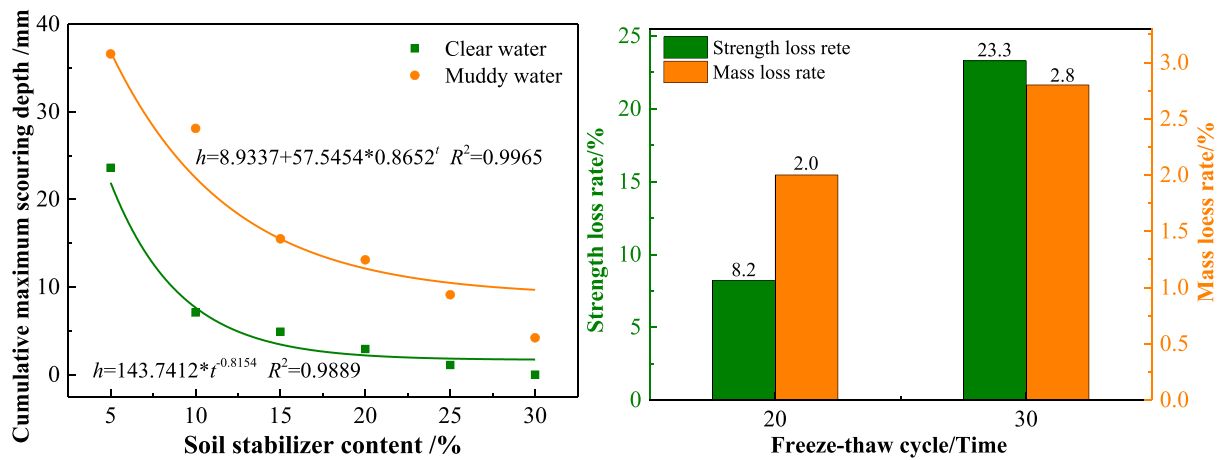 Cumulative maximum scouring depth /mm
40
30
20
10
0
Clear water
Muddy water
h=8.9337+57.5454*0.8652^t R²=0.9965
h=143.7412*t^-0.8154 R²=0.9889
5 10 15 20 25 30
Soil stabilizer content /%
Strength loss rate/%
25
20
15
10
5
0
Strength loss rete
Mass loss rate
8.2
2.0
23.3
2.8
20 30
Freeze-thaw cycle/Time
3.0
2.5
2.0
1.5
1.0
0.5
0.0
Mass loess rate/%